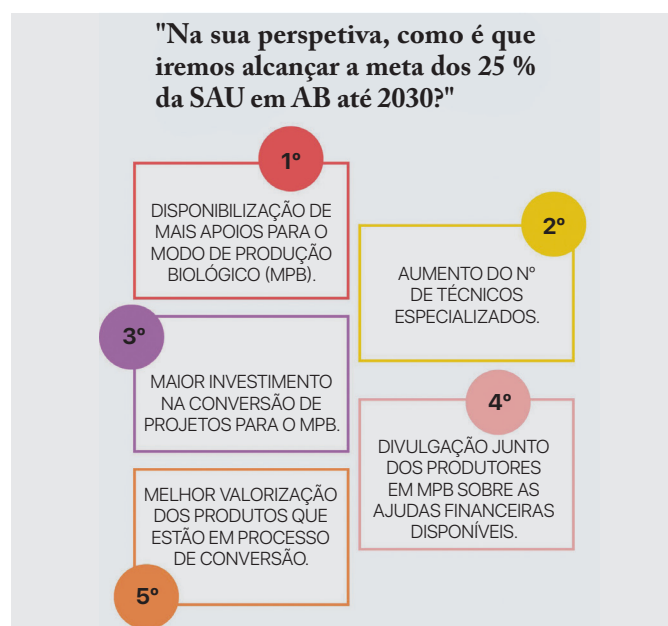 "Na sua perspetiva, como é que
iremos alcançar a meta dos 25 %
da SAU em AB até 2030?"
1º
DISPONIBILIZAÇÃO DE
MAIS APOIOS PARA O
MODO DE PRODUÇÃO
BIOLÓGICO (MPB).
2º
AUMENTO DO Nº
DE TÉCNICOS
ESPECIALIZADOS.
3º
MAIOR INVESTIMENTO
NA CONVERSÃO DE
PROJETOS PARA O MPB.
4º
DIVULGAÇÃO JUNTO
DOS PRODUTORES
EM MPB SOBRE AS
AJUDAS FINANCEIRAS
DISPONÍVEIS.
MELHOR VALORIZAÇÃO
DOS PRODUTOS QUE
ESTÃO EM PROCESSO
DE CONVERSÃO.
5º